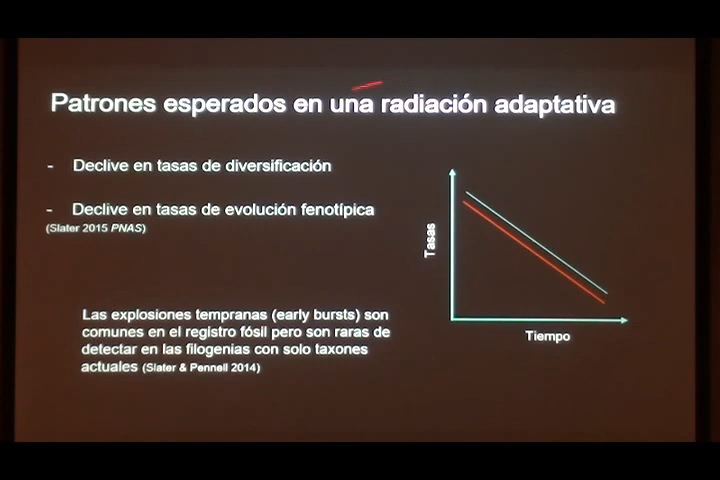 Patrones esperados en una radiación adaptativa
- Declive en tasas de diversificación
- Declive en tasas de evolución fenotípica
(Slater 2015 PNAS)
Las explosiones tempranas (early bursts) son
comunes en el registro fósil pero son raras de
detectar en las filogenias con solo taxones
actuales (Slater & Pennell 2014)
Tasas
Tiempo